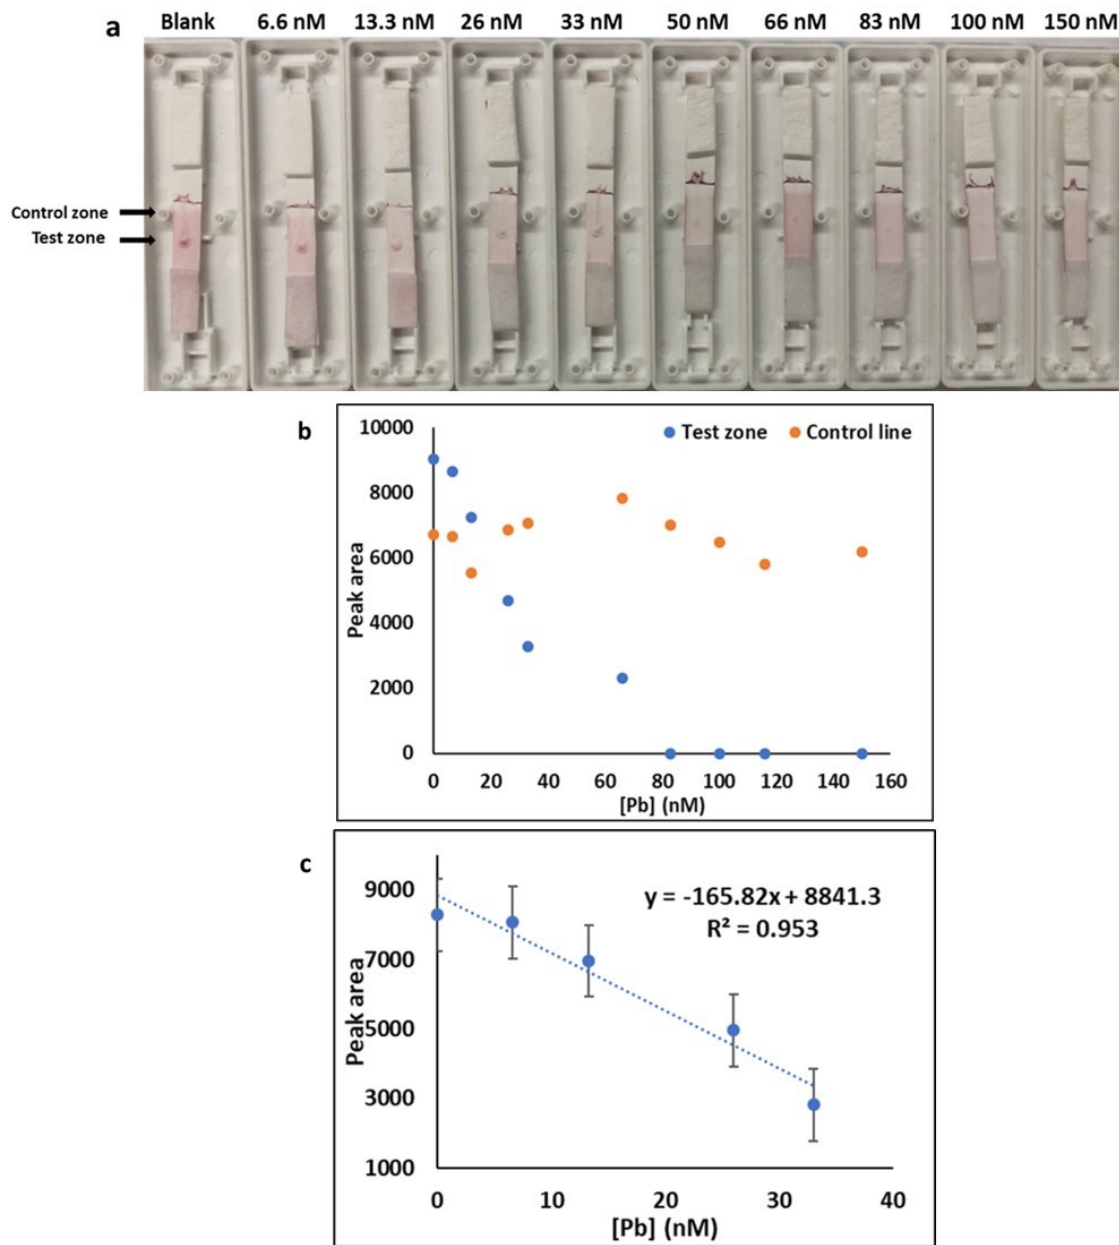 a
Blank 6.6 nM 13.3 nM 26 nM 33 nM 50 nM 66 nM 83 nM 100 nM 150 nM
Control zone
Test zone
b
Test zone Control line
10000
8000
6000
4000
2000
0
Peak area
0 20 40 60 80 100 120 140 160
[Pb] (nM)
c
y = -165.82x + 8841.3
R² = 0.953
9000
7000
5000
3000
1000
Peak area
0 10 20 30 40
[Pb] (nM)